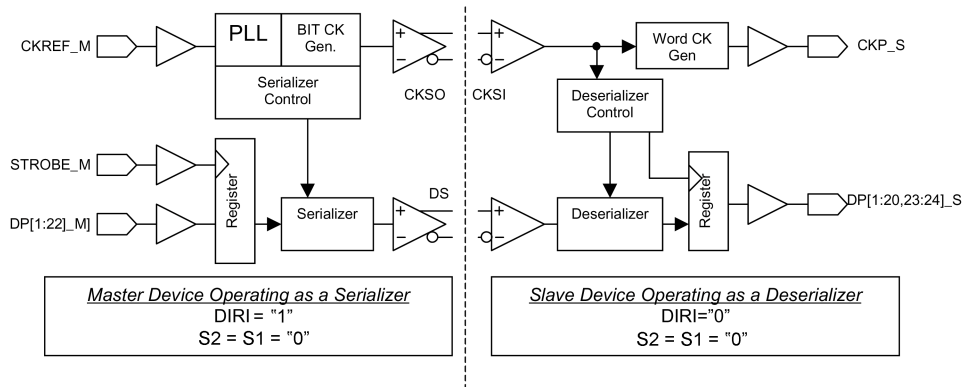 CKREF_M
PLL
BIT CK
Gen.
Serializer
Control
+
–
CKSO
CKSI
+
–
Word CK
Gen
CKP_S
Deserializer
Control
STROBE_M
DP[1:22]_M]
Register
Serializer
DS
+
–
+
–
Deserializer
Register
DP[1:20,23:24]_S
Master Device Operating as a Serializer
DIRI = "1"
S2 = S1 = "0"
Slave Device Operating as a Deserializer
DIRI="0"
S2 = S1 = "0"